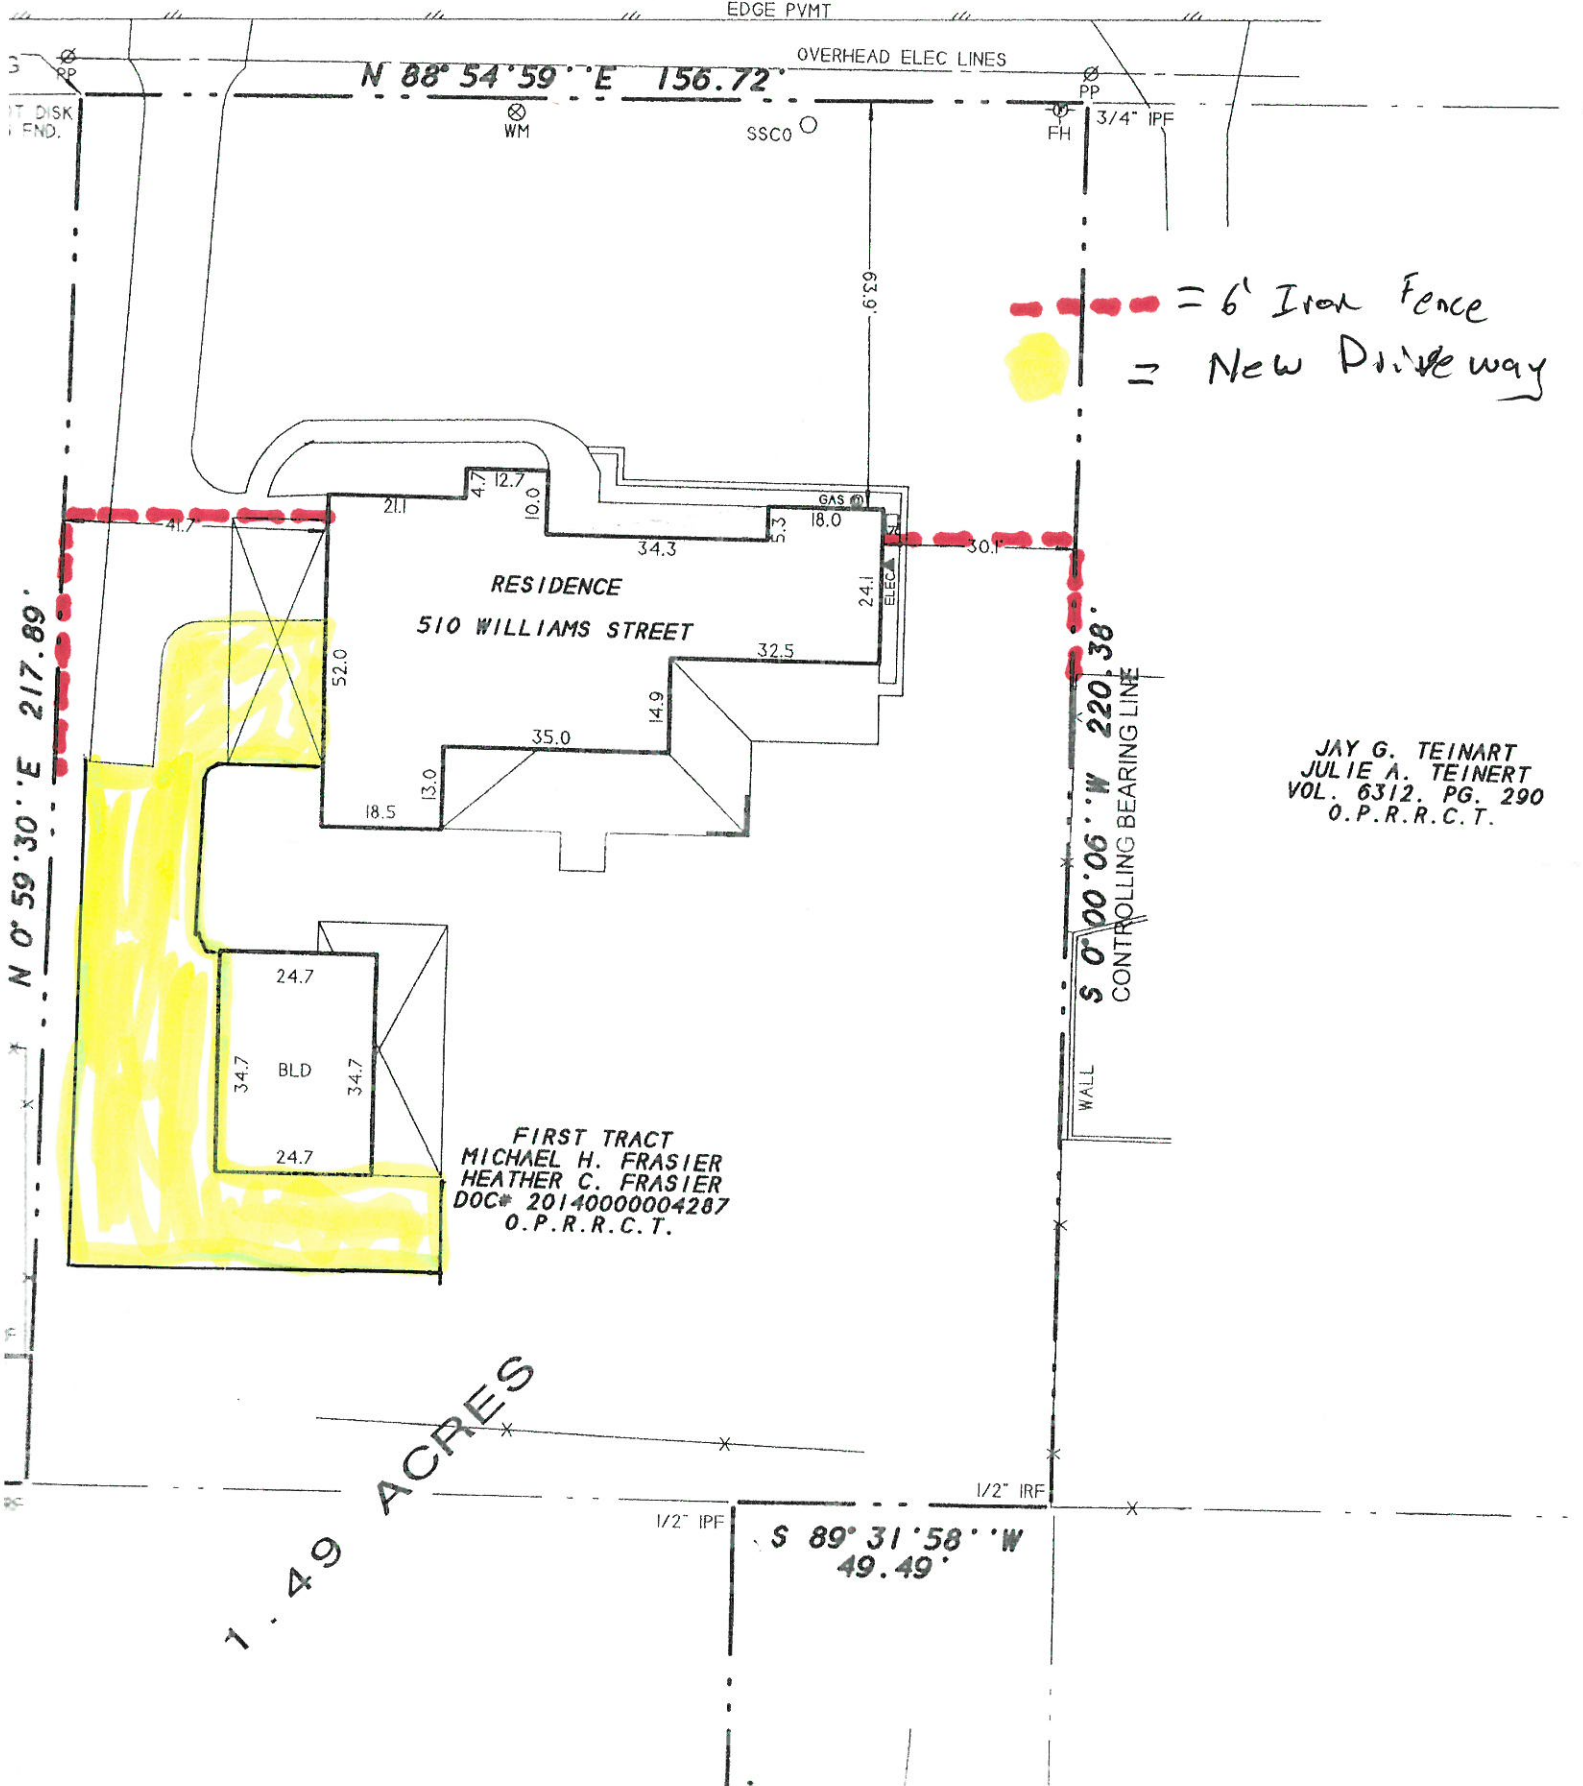 EDGE PVMT
OVERHEAD ELEC LINES
PP
N 88° 54' 59'' E 156.72'
PP
DISK
FND.
WM
SSCO
FH
3/4" IPF
63.9'
= 6' Iron Fence
= New Driveway
4.7
12.7
21.1
10.0
GAS
18.0
5.3
41.7
34.3
30.1'
RESIDENCE
510 WILLIAMS STREET
24.1
ELEC
52.0
32.5
14.9
35.0
13.0
18.5
N 0° 59' 30'' E 217.89'
S 0° 00' 06'' W 220.38'
CONTROLLING BEARING LINE
JAY G. TEINART
JULIE A. TEINERT
VOL. 6312. PG. 290
O.P.R.R.C.T.
24.7
34.7
BLD
34.7
24.7
WALL
FIRST TRACT
MICHAEL H. FRASIER
HEATHER C. FRASIER
DOC# 20140000004287
O.P.R.R.C.T.
1.49 ACRES
1/2" IRF
1/2" IPF
S 89° 31' 58'' W
49.49'